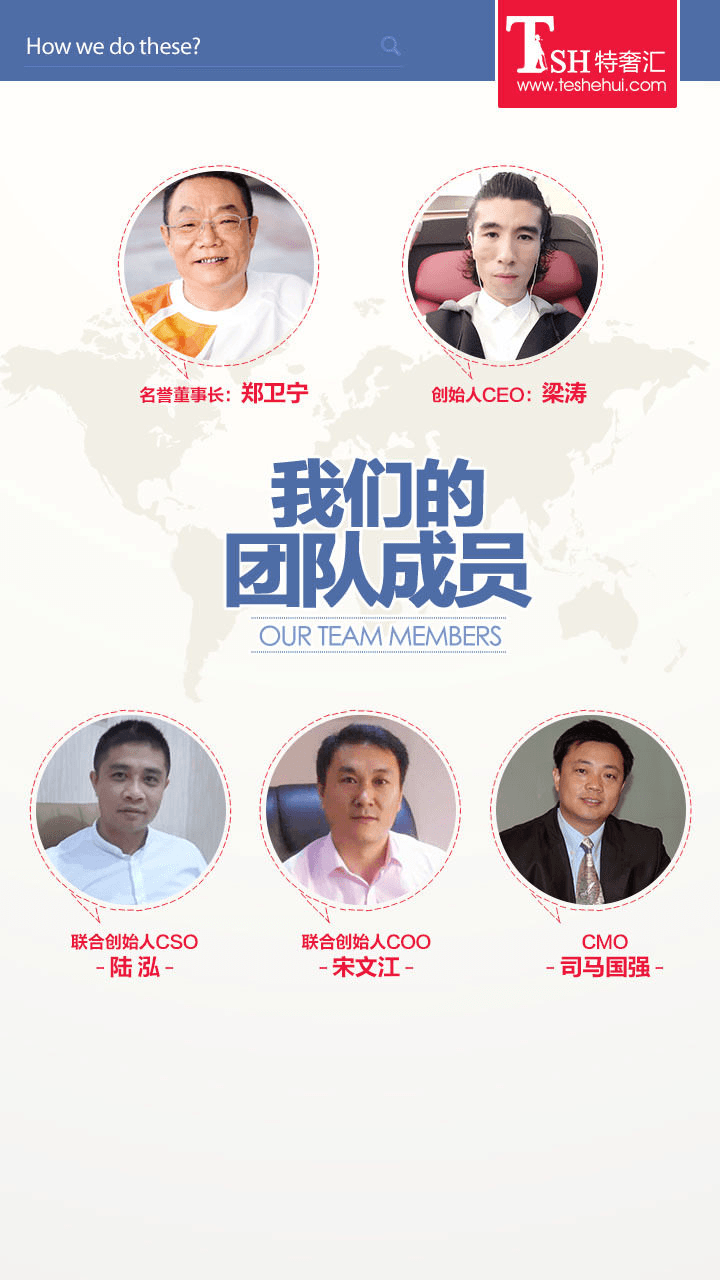 How we do these?
TSH 特奢汇
www.teshehui.com
名誉董事长：郑卫宁
创始人CEO：梁涛
我们的
团队成员
OUR TEAM MEMBERS
联合创始人CSO
- 陆 泓 -
联合创始人COO
- 宋文江 -
CMO
- 司马国强 -